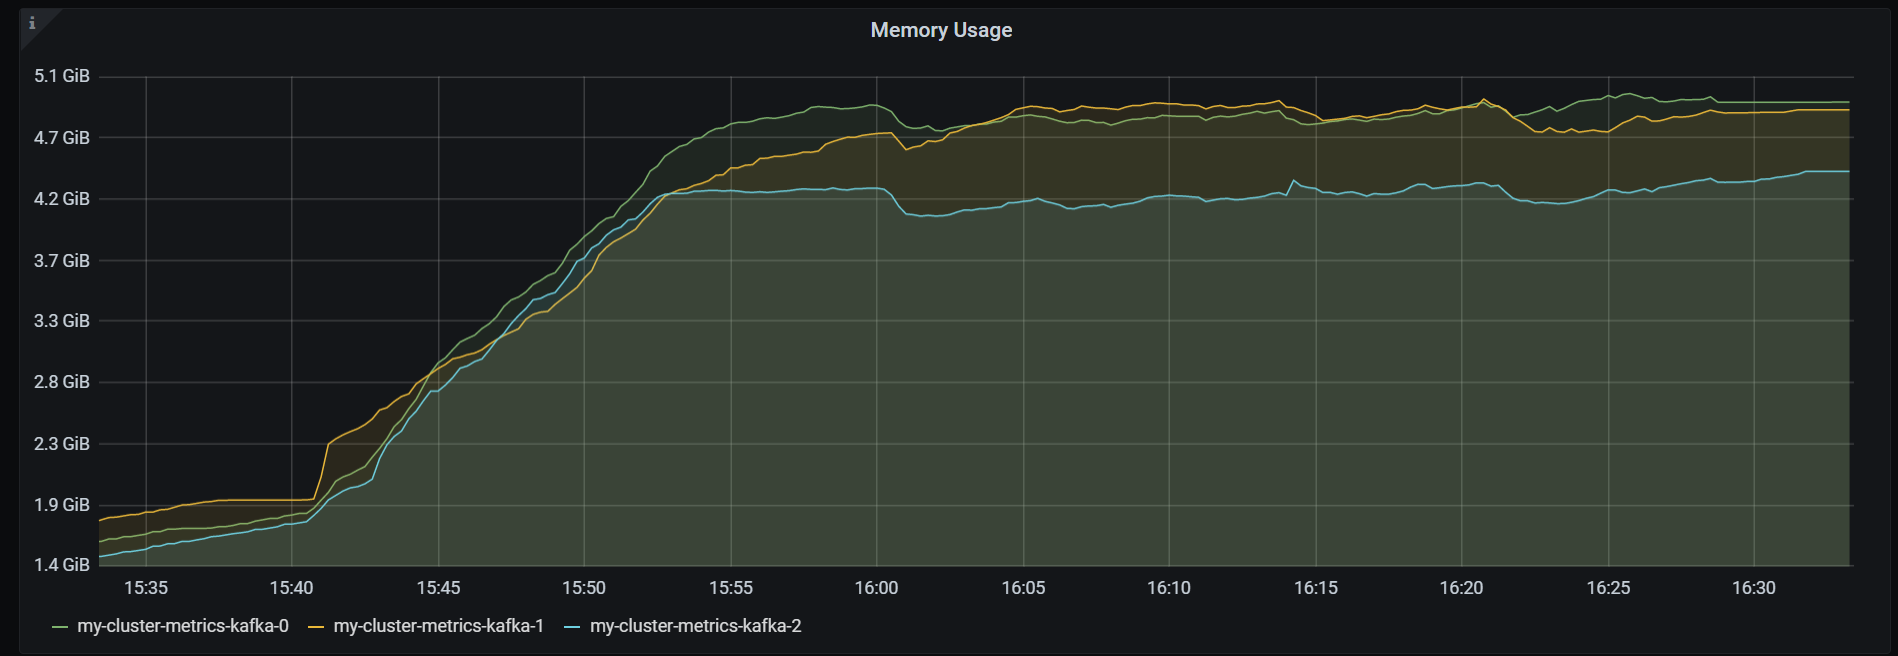 i
Memory Usage
5.1 GiB
4.7 GiB
4.2 GiB
3.7 GiB
3.3 GiB
2.8 GiB
2.3 GiB
1.9 GiB
1.4 GiB
15:35 15:40 15:45 15:50 15:55 16:00 16:05 16:10 16:15 16:20 16:25 16:30
my-cluster-metrics-kafka-0 my-cluster-metrics-kafka-1 my-cluster-metrics-kafka-2